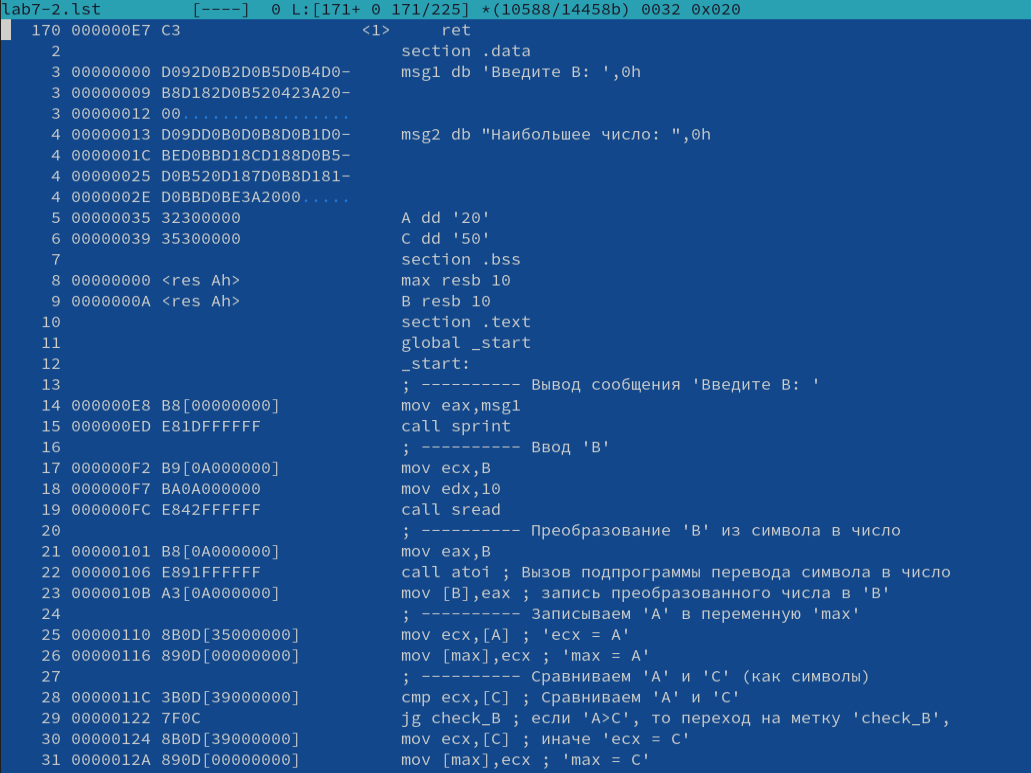 lab7-2.lst         [----]  0 L:[171+ 0 171/225] *(10588/14458b) 0032 0x020
   170 000000E7 C3                  <1>     ret
     2                                  section .data
     3 00000000 D092D0B2D0B5D0B4D0-     msg1 db 'Введите B: ',0h
     3 00000009 B8D182D0B520423A20-
     3 00000012 00.................
     4 00000013 D09DD0B0D0B8D0B1D0-     msg2 db "Наибольшее число: ",0h
     4 0000001C BED0BBD18CD188D0B5-
     4 00000025 D0B520D187D0B8D181-
     4 0000002E D0BBD0BE3A2000.....
     5 00000035 32300000                A dd '20'
     6 00000039 35300000                C dd '50'
     7                                  section .bss
     8 00000000 <res Ah>                max resb 10
     9 0000000A <res Ah>                B resb 10
    10                                  section .text
    11                                  global _start
    12                                  _start:
    13                                  ; ---------- Вывод сообщения 'Введите B: '
    14 000000E8 B8[00000000]            mov eax,msg1
    15 000000ED E81DFFFFFF              call sprint
    16                                  ; ---------- Ввод 'B'
    17 000000F2 B9[0A000000]            mov ecx,B
    18 000000F7 BA0A000000              mov edx,10
    19 000000FC E842FFFFFF              call sread
    20                                  ; ---------- Преобразование 'B' из символа в число
    21 00000101 B8[0A000000]            mov eax,B
    22 00000106 E891FFFFFF              call atoi ; Вызов подпрограммы перевода символа в число
    23 0000010B A3[0A000000]            mov [B],eax ; запись преобразованного числа в 'B'
    24                                  ; ---------- Записываем 'A' в переменную 'max'
    25 00000110 8B0D[35000000]          mov ecx,[A] ; 'ecx = A'
    26 00000116 890D[00000000]          mov [max],ecx ; 'max = A'
    27                                  ; ---------- Сравниваем 'A' и 'C' (как символы)
    28 0000011C 3B0D[39000000]          cmp ecx,[C] ; Сравниваем 'A' и 'C'
    29 00000122 7F0C                    jg check_B ; если 'A>C', то переход на метку 'check_B',
    30 00000124 8B0D[39000000]          mov ecx,[C] ; иначе 'ecx = C'
    31 0000012A 890D[00000000]          mov [max],ecx ; 'max = C'